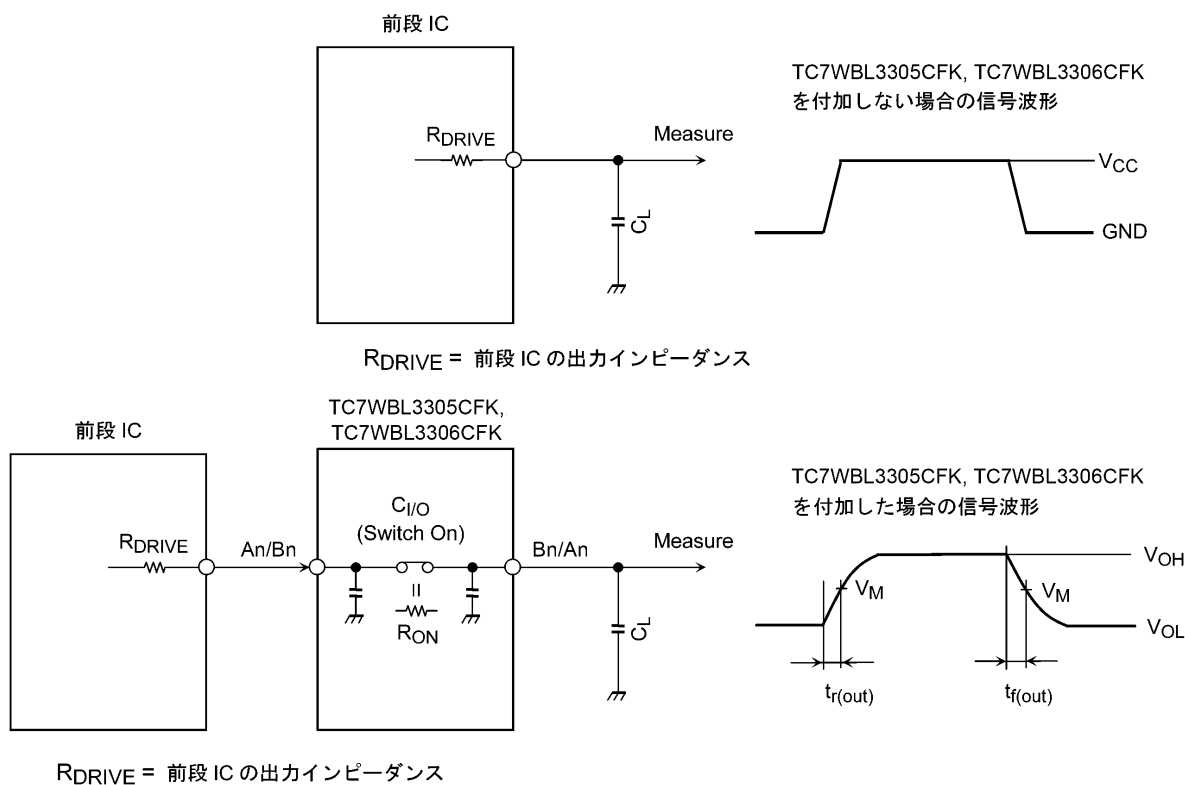 前段 IC
TC7WBL3305CFK, TC7WBL3306CFK
を付加しない場合の信号波形
RDRIVE
Measure
VCC
CL
GND
RDRIVE = 前段 IC の出力インピーダンス
TC7WBL3305CFK,
TC7WBL3306CFK
前段 IC
TC7WBL3305CFK, TC7WBL3306CFK
を付加した場合の信号波形
CI/O
(Switch On)
RDRIVE
An/Bn
Bn/An
Measure
VOH
VM
VM
=
RON
CL
VOL
tr(out)
tf(out)
RDRIVE = 前段 IC の出力インピーダンス